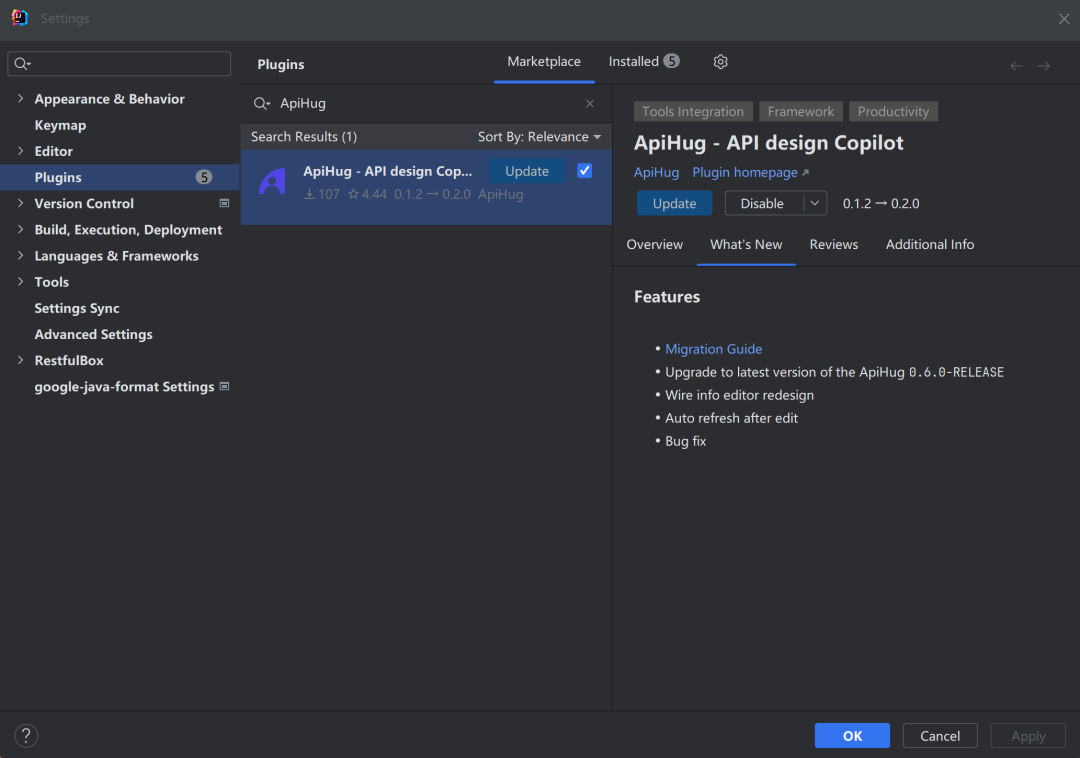 Settings
Plugins
Marketplace
Installed 5
Appearance & Behavior
Keymap
Editor
Plugins 5
Version Control
Build, Execution, Deployment
Languages & Frameworks
Tools
Settings Sync
Advanced Settings
RestfulBox
google-java-format Settings
ApiHug
Search Results (1)
Sort By: Relevance
ApiHug - API design Cop...
Update
107 4.44 0.1.2 → 0.2.0 ApiHug
Tools Integration
Framework
Productivity
ApiHug - API design Copilot
ApiHug Plugin homepage ↗
Update
Disable
0.1.2 → 0.2.0
Overview
What's New
Reviews
Additional Info
Features
• Migration Guide
• Upgrade to latest version of the ApiHug 0.6.0-RELEASE
• Wire info editor redesign
• Auto refresh after edit
• Bug fix
?
OK
Cancel
Apply